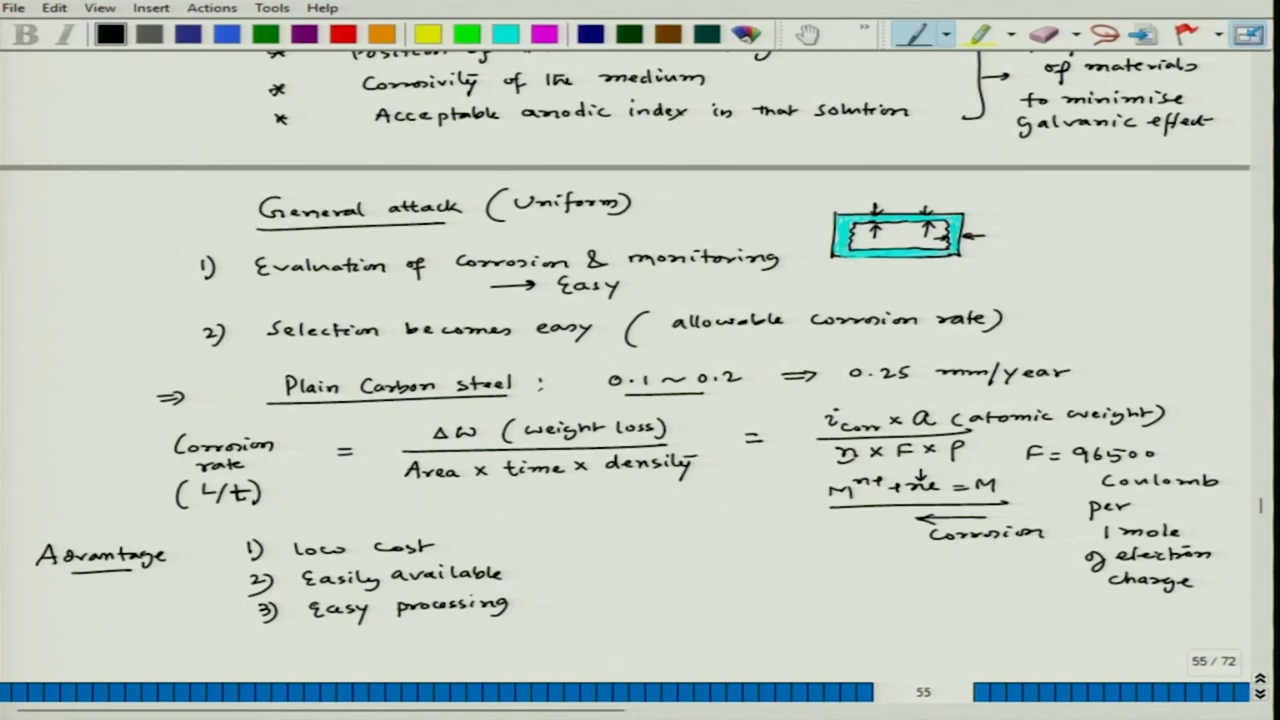 File Edit View Insert Actions Tools Help
* Position of
* Corrosivity of the medium
* Acceptable anodic index in that solution
of materials
to minimise
galvanic effect
General attack (Uniform)
1) Evaluation of corrosion & monitoring
→ Easy
2) Selection becomes easy (allowable corrosion rate)
⇒ Plain Carbon steel : 0.1 ~ 0.2 ⇒ 0.25 mm/year
Corrosion rate (L/t) = ΔW (weight loss) / Area × time × density = i_corr × a (atomic weight) / n × F × ρ
F = 96500 Coulomb per 1 mole of electron charge
M^n+ + ne = M
← Corrosion
Advantage 1) low cost
2) Easily available
3) Easy processing
55 / 72
55